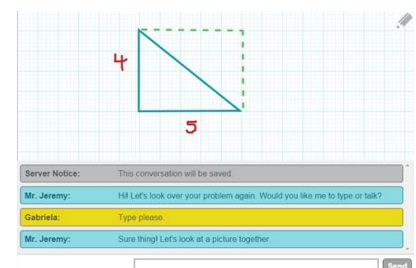 4
5
Server Notice: This conversation will be saved.
Mr. Jeremy: Hi! Let's look over your problem again. Would you like me to type or talk?
Gabriela: Type please.
Mr. Jeremy: Sure thing! Let's look at a picture together.
Send